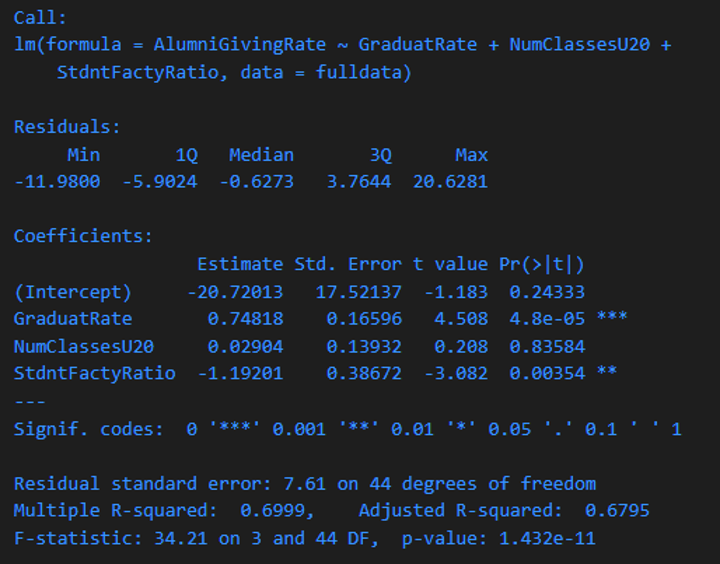 Call:
lm(formula = AlumniGivingRate ~ GraduatRate + NumClassesU20 +
    StdntFactyRatio, data = fulldata)

Residuals:
     Min       1Q   Median       3Q      Max
-11.9800  -5.9024  -0.6273   3.7644  20.6281

Coefficients:
                 Estimate Std. Error t value Pr(>|t|)
(Intercept)     -20.72013   17.52137  -1.183  0.24333
GraduatRate       0.74818    0.16596   4.508  4.8e-05 ***
NumClassesU20     0.02904    0.13932   0.208  0.83584
StdntFactyRatio  -1.19201    0.38672  -3.082  0.00354 **
---
Signif. codes:  0 '***' 0.001 '**' 0.01 '*' 0.05 '.' 0.1 ' ' 1

Residual standard error: 7.61 on 44 degrees of freedom
Multiple R-squared:  0.6999,    Adjusted R-squared:  0.6795
F-statistic: 34.21 on 3 and 44 DF,  p-value: 1.432e-11